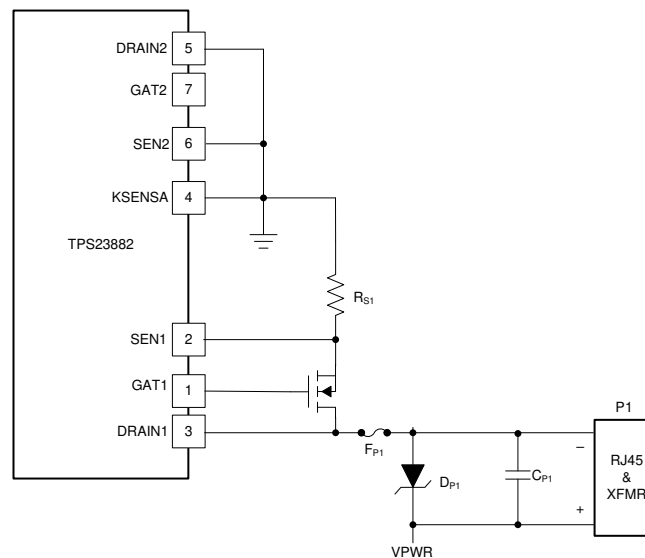 DRAIN2
5
GAT2
7
SEN2
6
KSENSA
4
TPS23882
RS1
SEN1
2
GAT1
1
DRAIN1
3
FP1
DP1
CP1
P1
–
RJ45
&
XFMR
+
VPWR